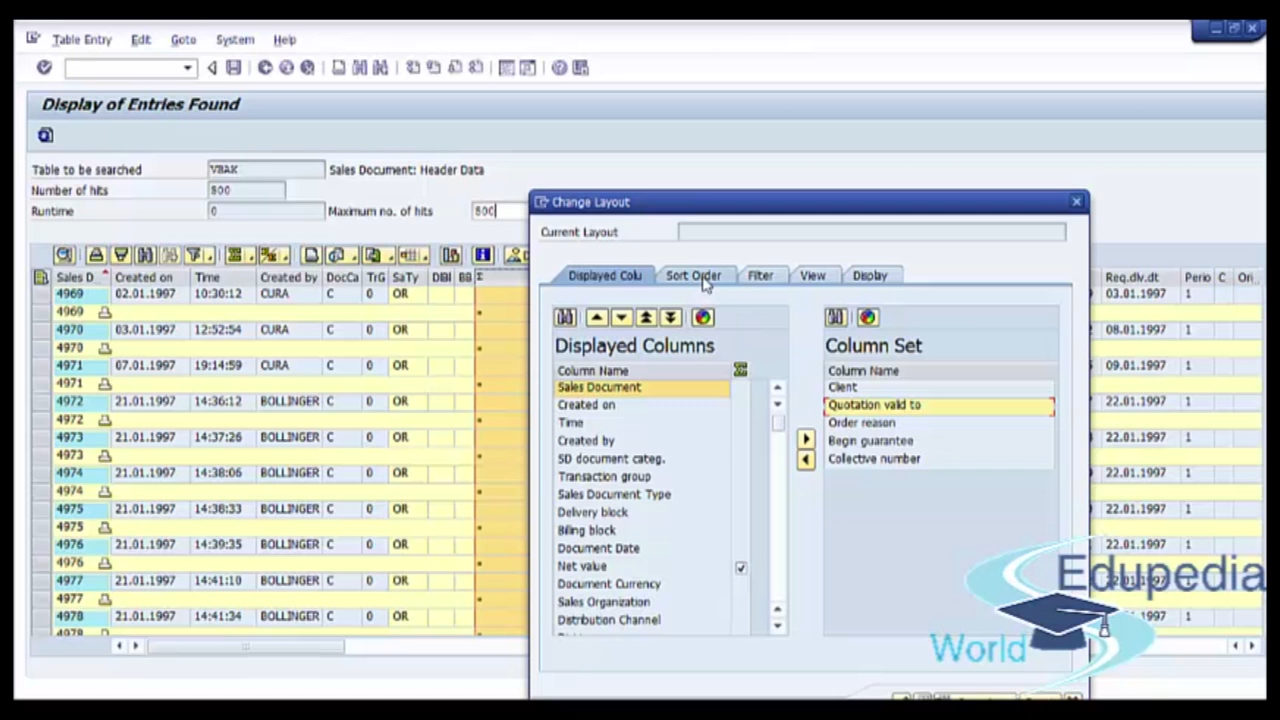 Table Entry Edit Goto System Help
Display of Entries Found
Table to be searched VBAK Sales Document: Header Data
Number of hits 500
Runtime 0 Maximum no. of hits 500
Change Layout
Current Layout
Displayed Colu Sort Order Filter View Display
Displayed Columns Column Set
Column Name Column Name
Sales Document Client
Created on Quotation valid to
Time Order reason
Created by Begin guarantee
SD document categ. Collective number
Transaction group
Sales Document Type
Delivery block
Billing block
Document Date
Net value
Document Currency
Sales Organization
Distribution Channel
Sales D Created on Time Created by DocCa TrG SaTy DBl BB Σ Req.dlv.dt Perio C Ori
4969 02.01.1997 10:30:12 CURA C 0 OR 03.01.1997 1
4969
4970 03.01.1997 12:52:54 CURA C 0 OR 08.01.1997 1
4970
4971 07.01.1997 19:14:59 CURA C 0 OR 09.01.1997 1
4971
4972 21.01.1997 14:36:12 BOLLINGER C 0 OR 22.01.1997 1
4972
4973 21.01.1997 14:37:26 BOLLINGER C 0 OR 22.01.1997 1
4973
4974 21.01.1997 14:38:06 BOLLINGER C 0 OR 22.01.1997 1
4974
4975 21.01.1997 14:38:33 BOLLINGER C 0 OR 22.01.1997 1
4975
4976 21.01.1997 14:39:35 BOLLINGER C 0 OR 22.01.1997 1
4976
4977 21.01.1997 14:41:10 BOLLINGER C 0 OR 22.01.1997 1
4977
4978 21.01.1997 14:41:34 BOLLINGER C 0 OR 1
4978
Edupedia
World